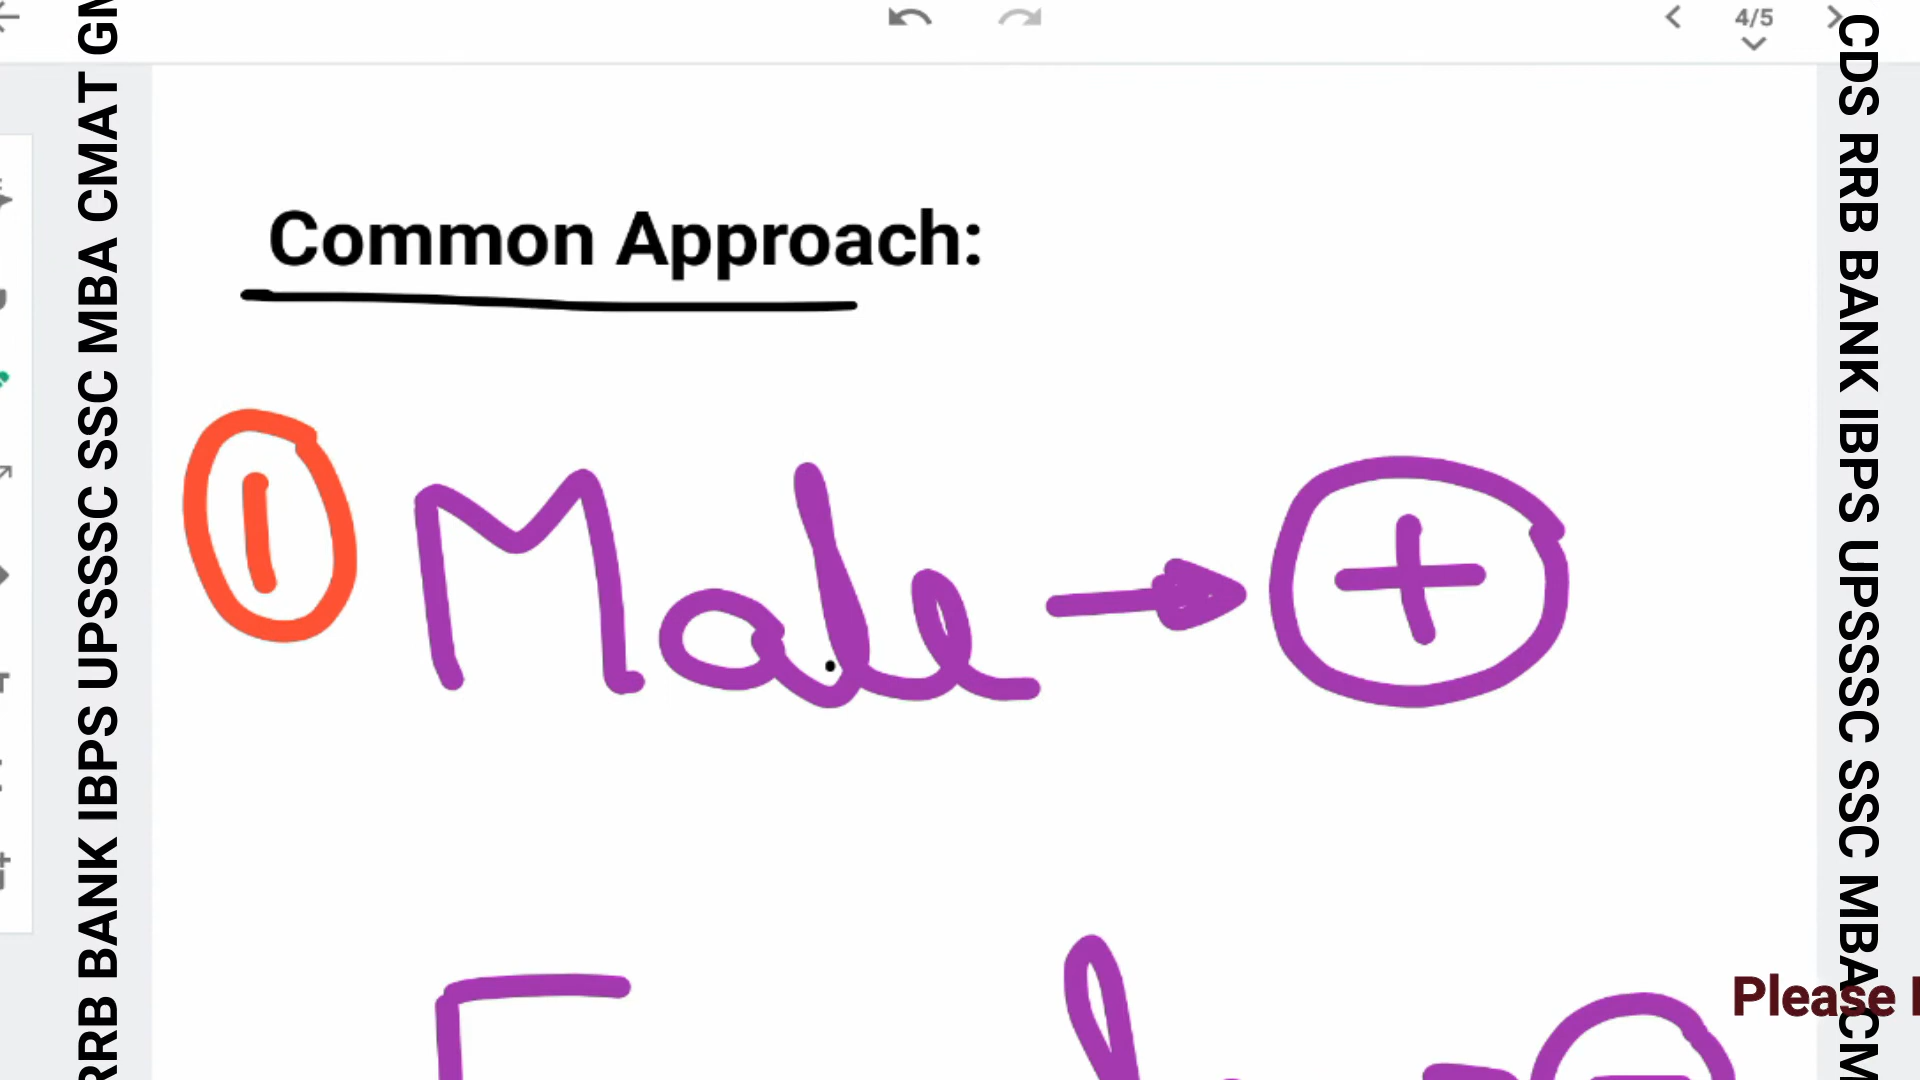 4/5
Common Approach:
1 Male → +
Please
RRB BANK IBPS UPSSSC SSC MBA CMAT
CDS RRB BANK IBPS UPSSSC SSC MBA